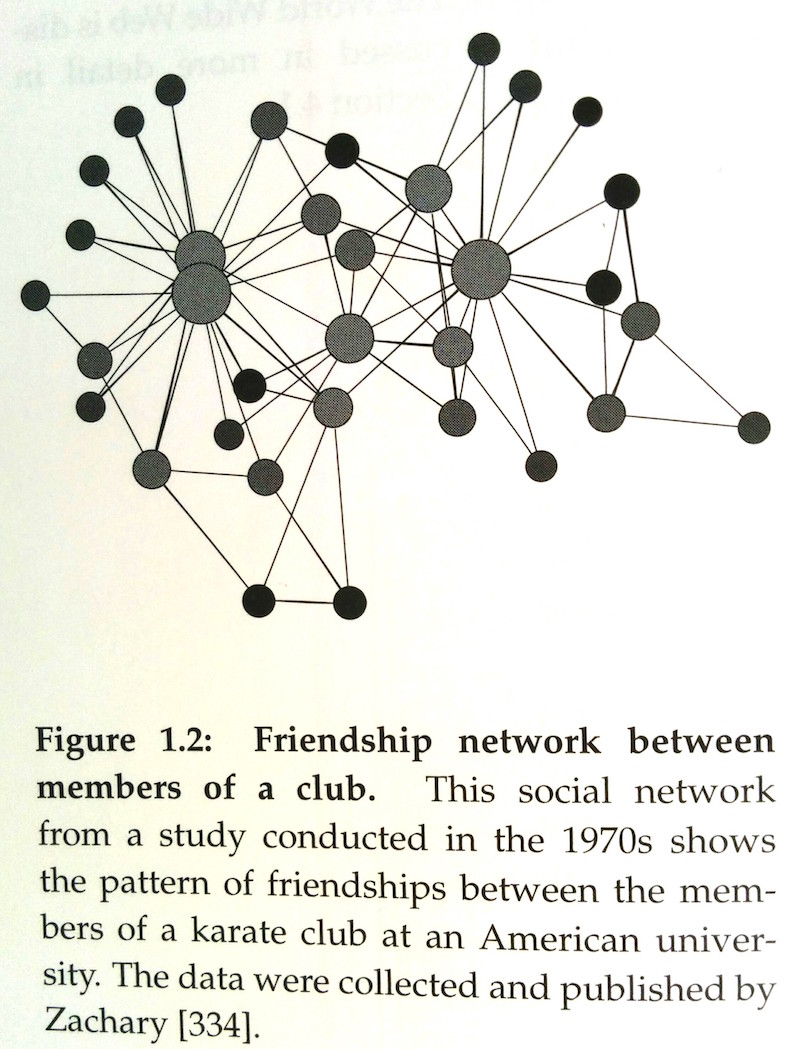 Figure 1.2: Friendship network between
members of a club. This social network
from a study conducted in the 1970s shows
the pattern of friendships between the mem-
bers of a karate club at an American univer-
sity. The data were collected and published by
Zachary [334].